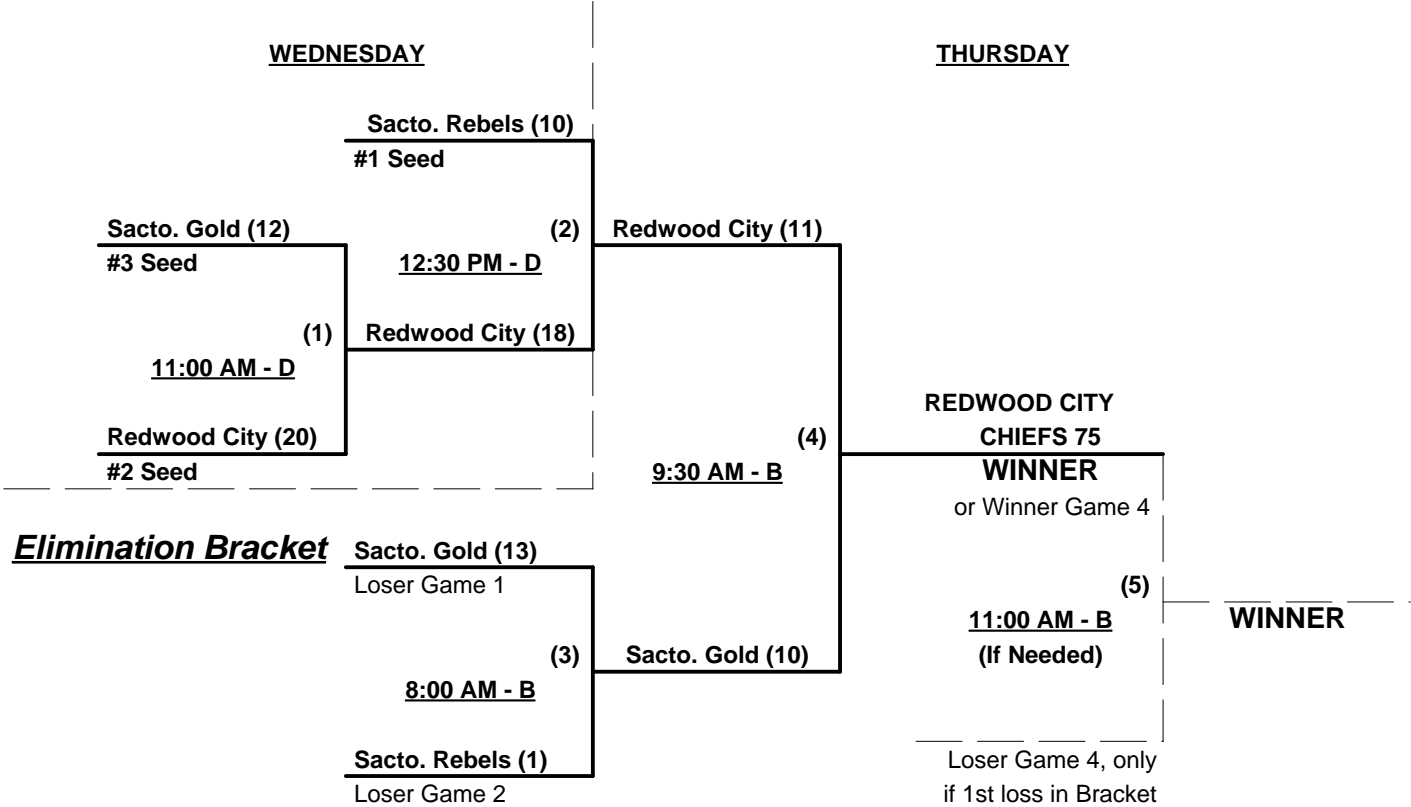 WEDNESDAY
THURSDAY
Sacto. Rebels (10)
#1 Seed
Sacto. Gold (12)
#3 Seed
(2)
12:30 PM - D
Redwood City (11)
(1)
11:00 AM - D
Redwood City (18)
Redwood City (20)
#2 Seed
(4)
9:30 AM - B
REDWOOD CITY
CHIEFS 75
WINNER
or Winner Game 4
Elimination Bracket
Sacto. Gold (13)
Loser Game 1
(3)
8:00 AM - B
Sacto. Gold (10)
(5)
11:00 AM - B
(If Needed)
WINNER
Sacto. Rebels (1)
Loser Game 2
Loser Game 4, only
if 1st loss in Bracket